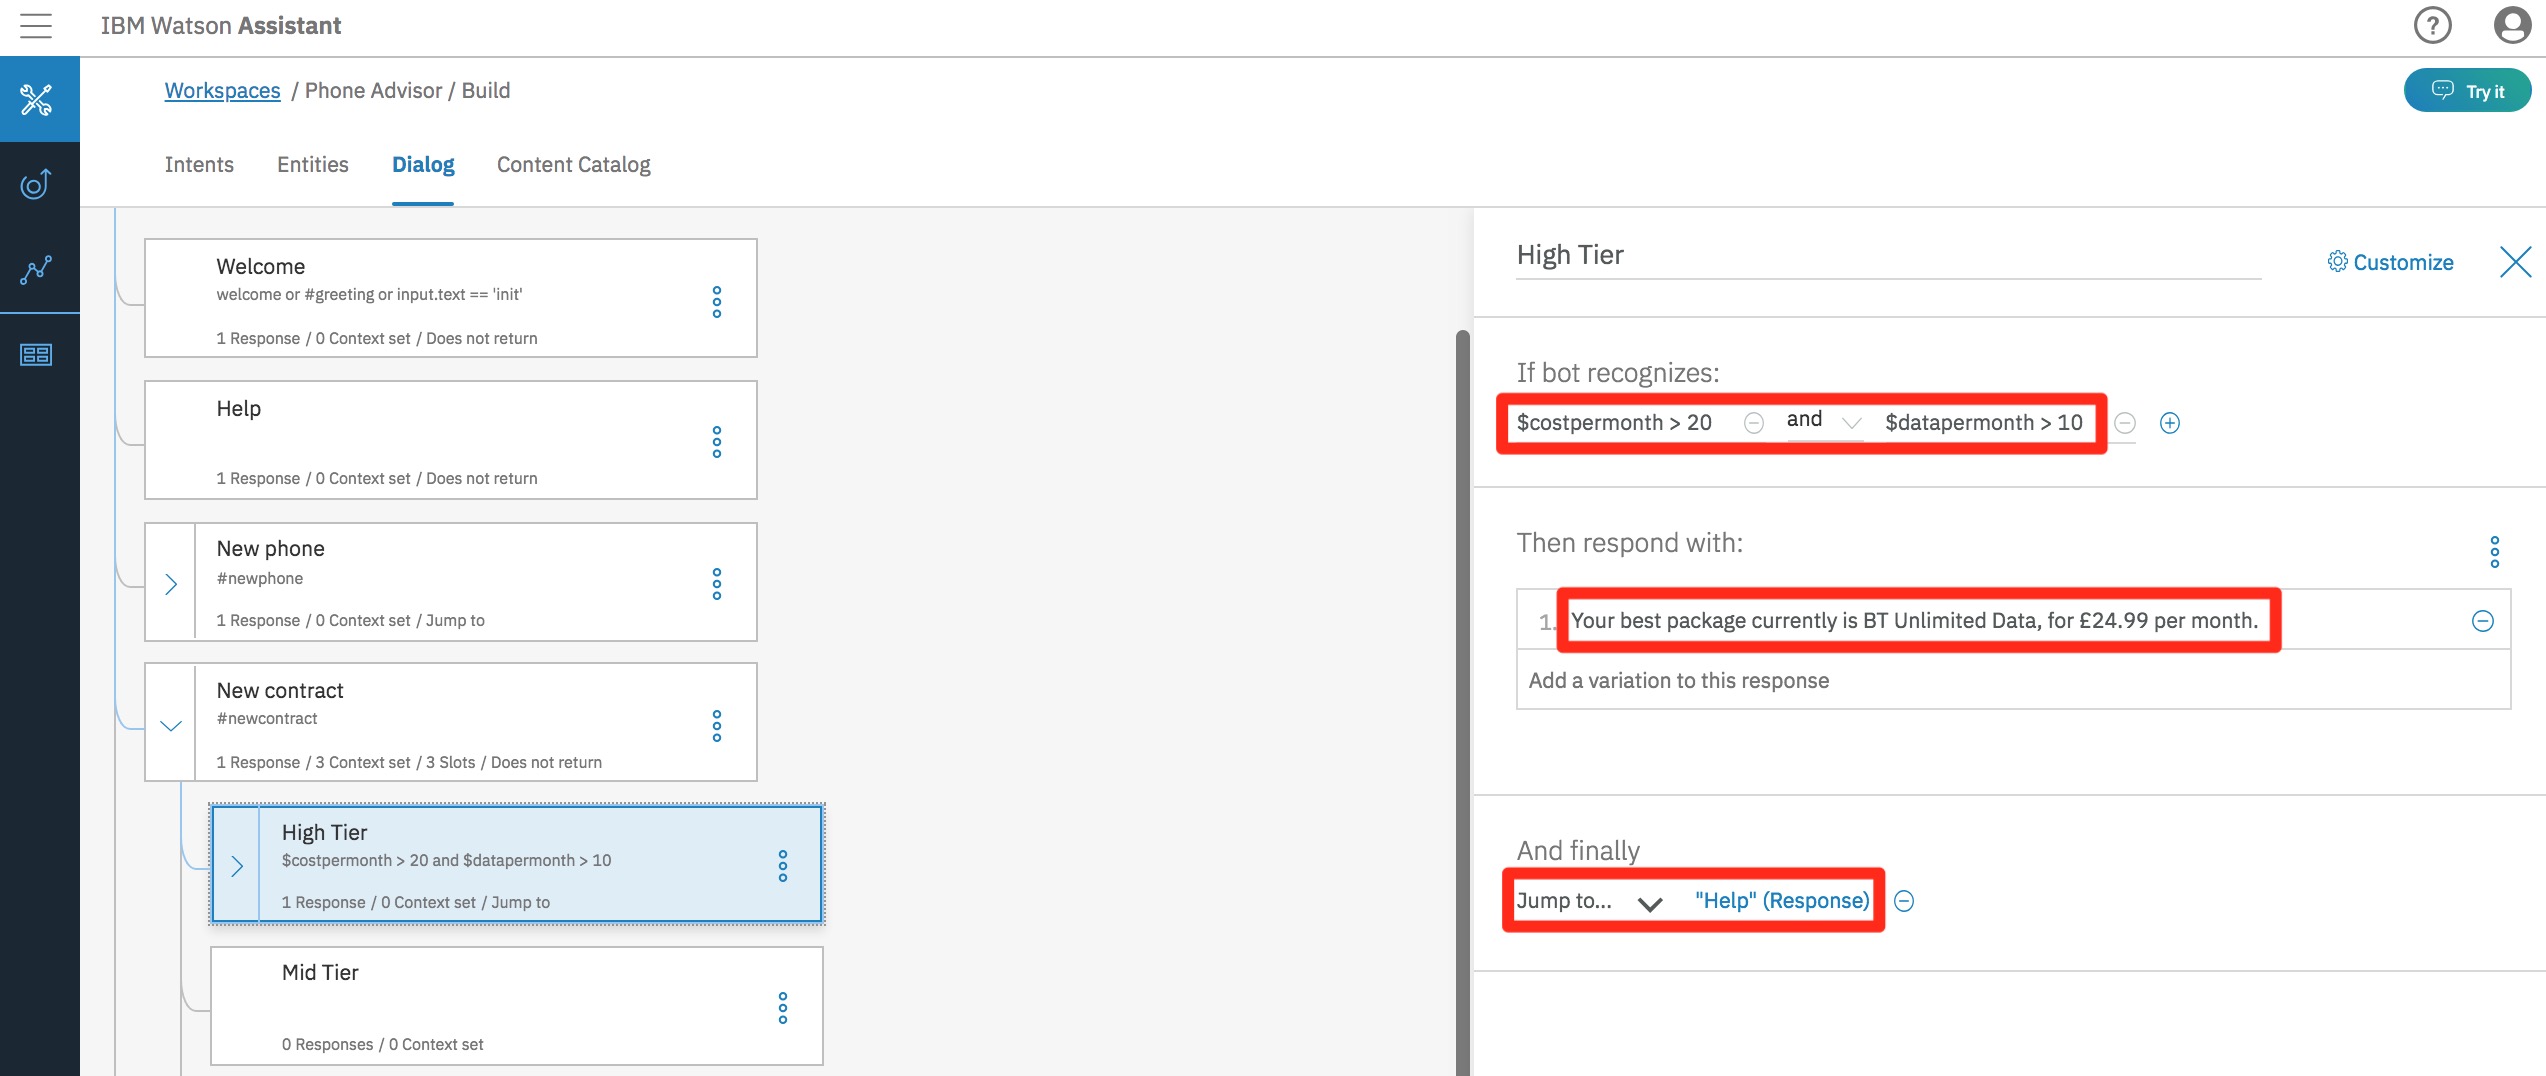 IBM Watson Assistant
Workspaces / Phone Advisor / Build
Try it
Intents Entities Dialog Content Catalog
Welcome
welcome or #greeting or input.text == 'init'
1 Response / 0 Context set / Does not return
Help
1 Response / 0 Context set / Does not return
New phone
#newphone
1 Response / 0 Context set / Jump to
New contract
#newcontract
1 Response / 3 Context set / 3 Slots / Does not return
High Tier
$costpermonth > 20 and $datapermonth > 10
1 Response / 0 Context set / Jump to
Mid Tier
0 Responses / 0 Context set
High Tier
Customize
If bot recognizes:
$costpermonth > 20 and $datapermonth > 10
Then respond with:
1. Your best package currently is BT Unlimited Data, for £24.99 per month.
Add a variation to this response
And finally
Jump to... "Help" (Response)